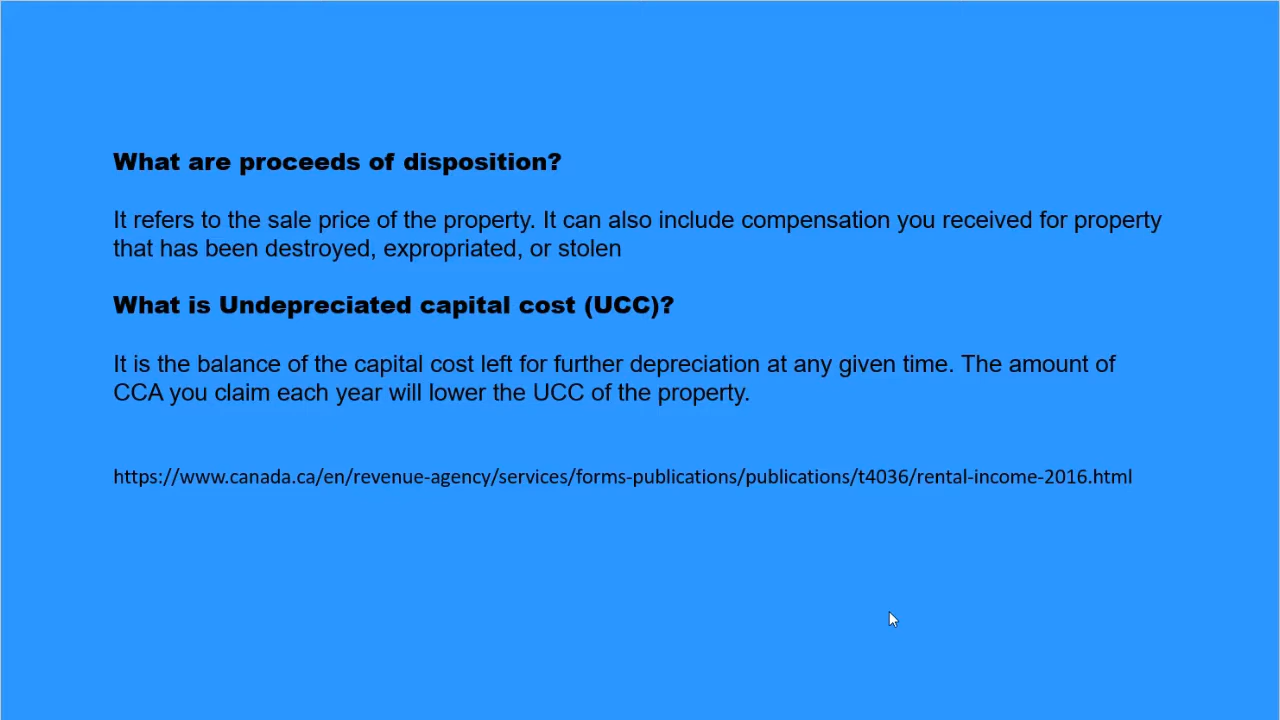 What are proceeds of disposition?
It refers to the sale price of the property. It can also include compensation you received for property
that has been destroyed, expropriated, or stolen
What is Undepreciated capital cost (UCC)?
It is the balance of the capital cost left for further depreciation at any given time. The amount of
CCA you claim each year will lower the UCC of the property.
https://www.canada.ca/en/revenue-agency/services/forms-publications/publications/t4036/rental-income-2016.html